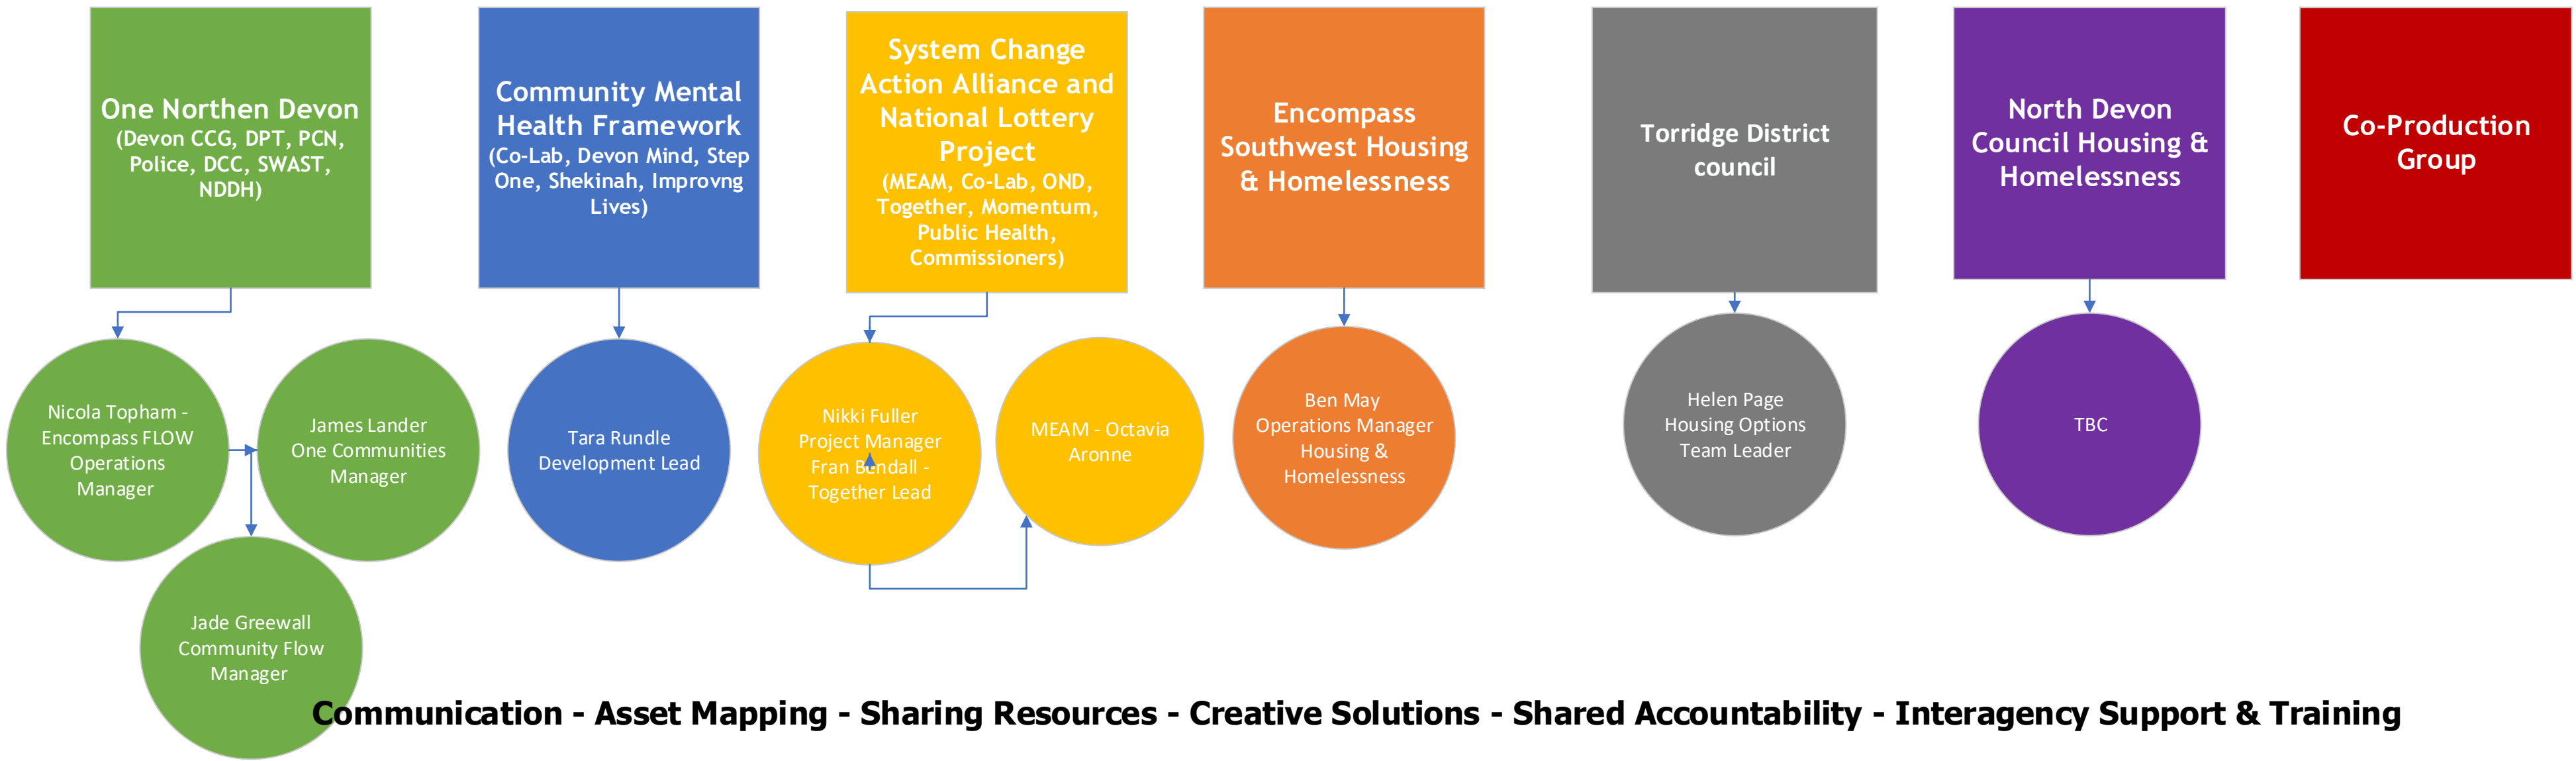 One Northen Devon
(Devon CCG, DPT, PCN,
Police, DCC, SWAST,
NDDH)
Community Mental
Health Framework
(Co-Lab, Devon Mind, Step
One, Shekinah, Improvng
Lives)
System Change
Action Alliance and
National Lottery
Project
(MEAM, Co-Lab, OND,
Together, Momentum,
Public Health,
Commissioners)
Encompass
Southwest Housing
& Homelessness
Torridge District
council
North Devon
Council Housing &
Homelessness
Co-Production
Group
Nicola Topham -
Encompass FLOW
Operations
Manager
James Lander
One Communities
Manager
Jade Greewall
Community Flow
Manager
Tara Rundle
Development Lead
Nikki Fuller
Project Manager
Fran Bendall -
Together Lead
MEAM - Octavia
Aronne
Ben May
Operations Manager
Housing &
Homelessness
Helen Page
Housing Options
Team Leader
TBC
Communication - Asset Mapping - Sharing Resources - Creative Solutions - Shared Accountability - Interagency Support & Training